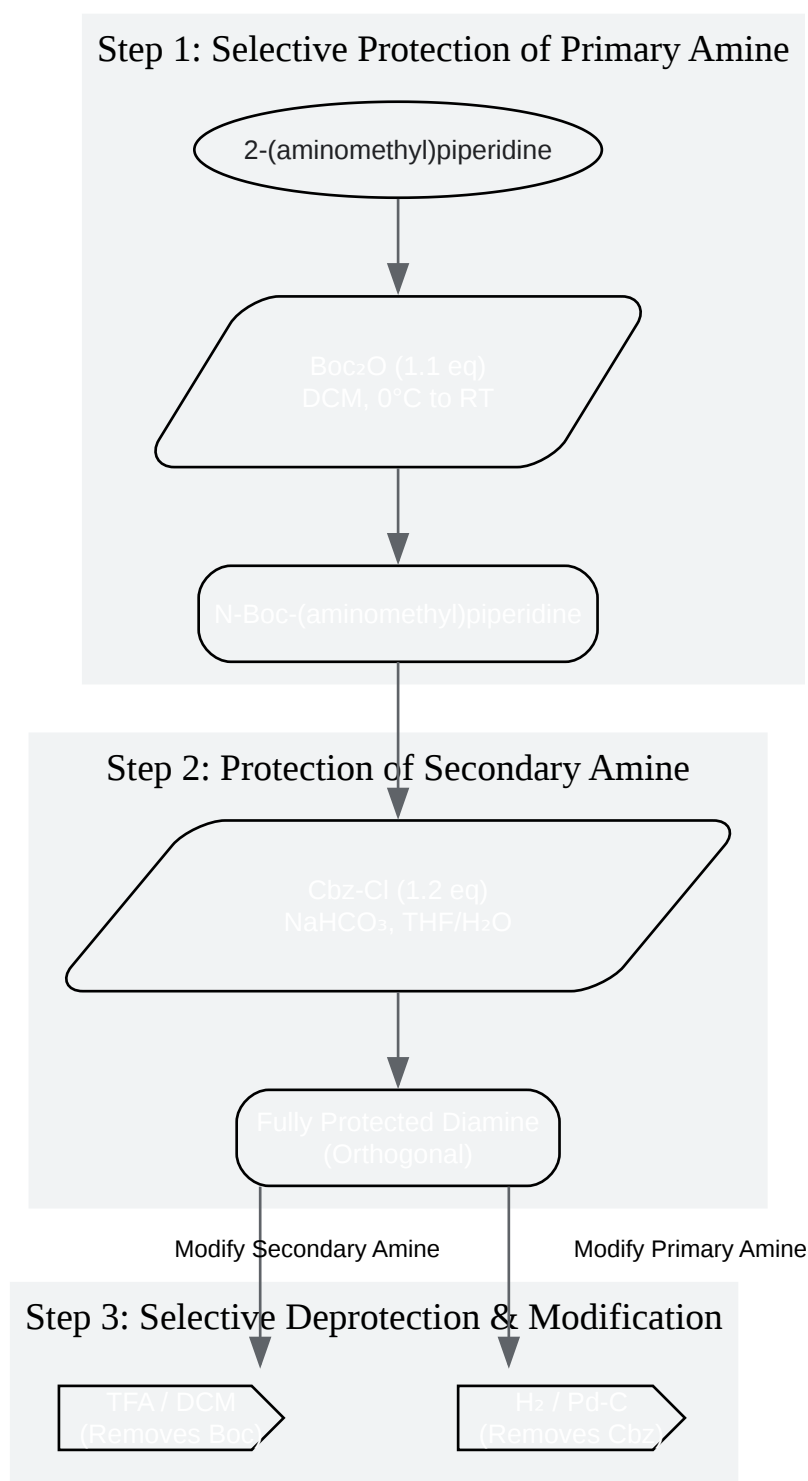 Step 1: Selective Protection of Primary Amine
2-(aminomethyl)piperidine
Boc₂O (1.1 eq)
DCM, 0°C to RT
N-Boc-(aminomethyl)piperidine
Step 2: Protection of Secondary Amine
Cbz-Cl (1.2 eq)
NaHCO₃, THF/H₂O
Fully Protected Diamine
(Orthogonal)
Modify Secondary Amine
Modify Primary Amine
Step 3: Selective Deprotection & Modification
TFA / DCM
(Removes Boc)
H₂ / Pd-C
(Removes Cbz)